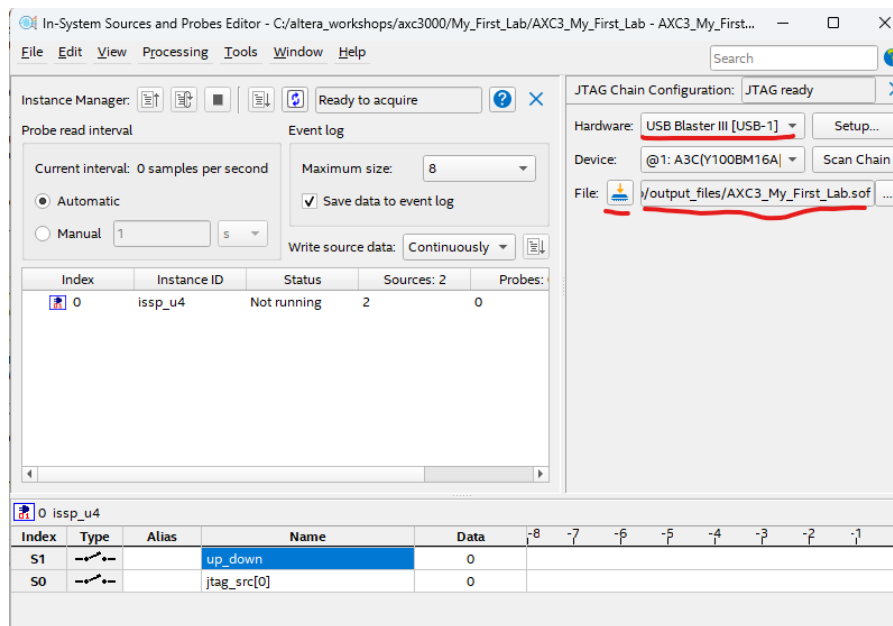 In-System Sources and Probes Editor - C:/altera_workshops/axc3000/My_First_Lab/AXC3_My_First_Lab - AXC3_My_First...
File Edit View Processing Tools Window Help
Search
Instance Manager: Ready to acquire
Probe read interval
Current interval: 0 samples per second
Automatic
Manual 1 s
Event log
Maximum size: 8
Save data to event log
Write source data: Continuously
JTAG Chain Configuration: JTAG ready
Hardware: USB Blaster III [USB-1] Setup...
Device: @1: A3C(Y100BM16A| Scan Chain
File: /output_files/AXC3_My_First_Lab.sof ...
Index Instance ID Status Sources: 2 Probes:
0 issp_u4 Not running 2 0
0 issp_u4
Index Type Alias Name Data -8 -7 -6 -5 -4 -3 -2 -1
S1 up_down 0
S0 jtag_src[0] 0